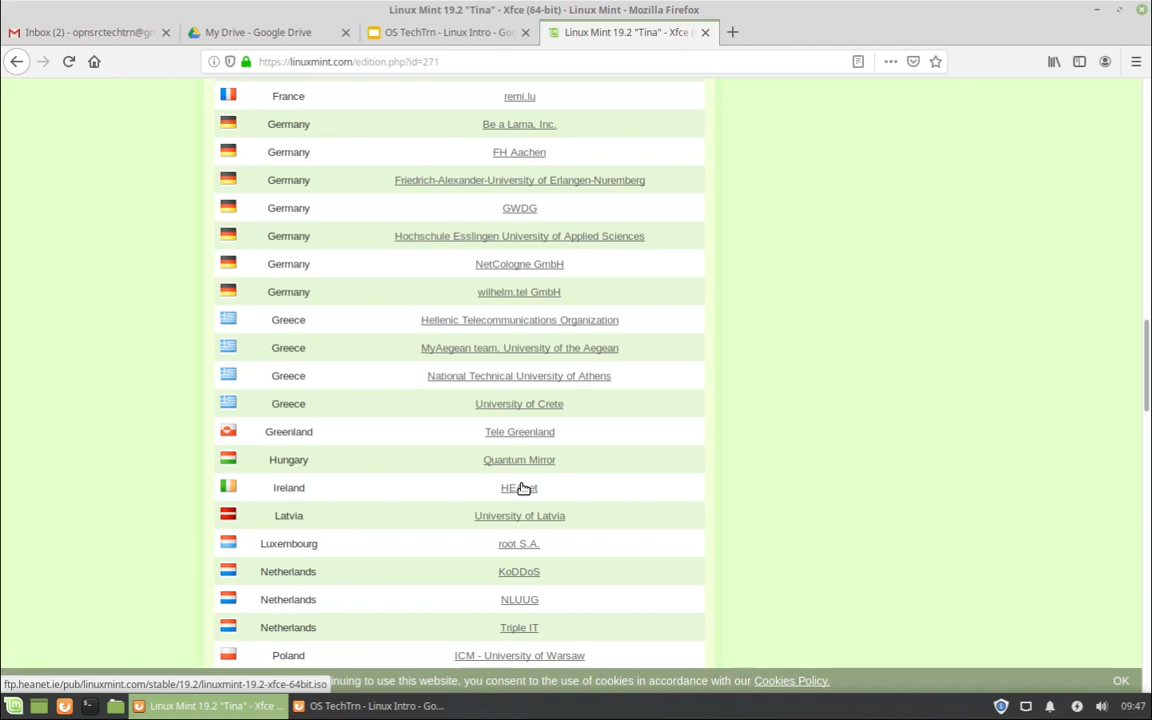 Linux Mint 19.2 "Tina" - Xfce (64-bit) - Linux Mint - Mozilla Firefox
Inbox (2) - opnsrctechtrn@gm
My Drive - Google Drive
OS TechTrn - Linux Intro - Goo
Linux Mint 19.2 "Tina" - Xfce (
https://linuxmint.com/edition.php?id=271
France remi.lu
Germany Be a Lama, Inc.
Germany FH Aachen
Germany Friedrich-Alexander-University of Erlangen-Nuremberg
Germany GWDG
Germany Hochschule Esslingen University of Applied Sciences
Germany NetCologne GmbH
Germany wilhelm.tel GmbH
Greece Hellenic Telecommunications Organization
Greece MyAegean team, University of the Aegean
Greece National Technical University of Athens
Greece University of Crete
Greenland Tele Greenland
Hungary Quantum Mirror
Ireland
Latvia University of Latvia
Luxembourg root S.A.
Netherlands KoDDoS
Netherlands NLUUG
Netherlands Triple IT
Poland ICM - University of Warsaw
ftp.heanet.ie/pub/linuxmint.com/stable/19.2/linuxmint-19.2-xfce-64bit.iso
nuing to use this website, you consent to the use of cookies in accordance with our Cookies Policy.
OK
Linux Mint 19.2 "Tina" - Xfce ...
OS TechTrn - Linux Intro - Go...
09:47